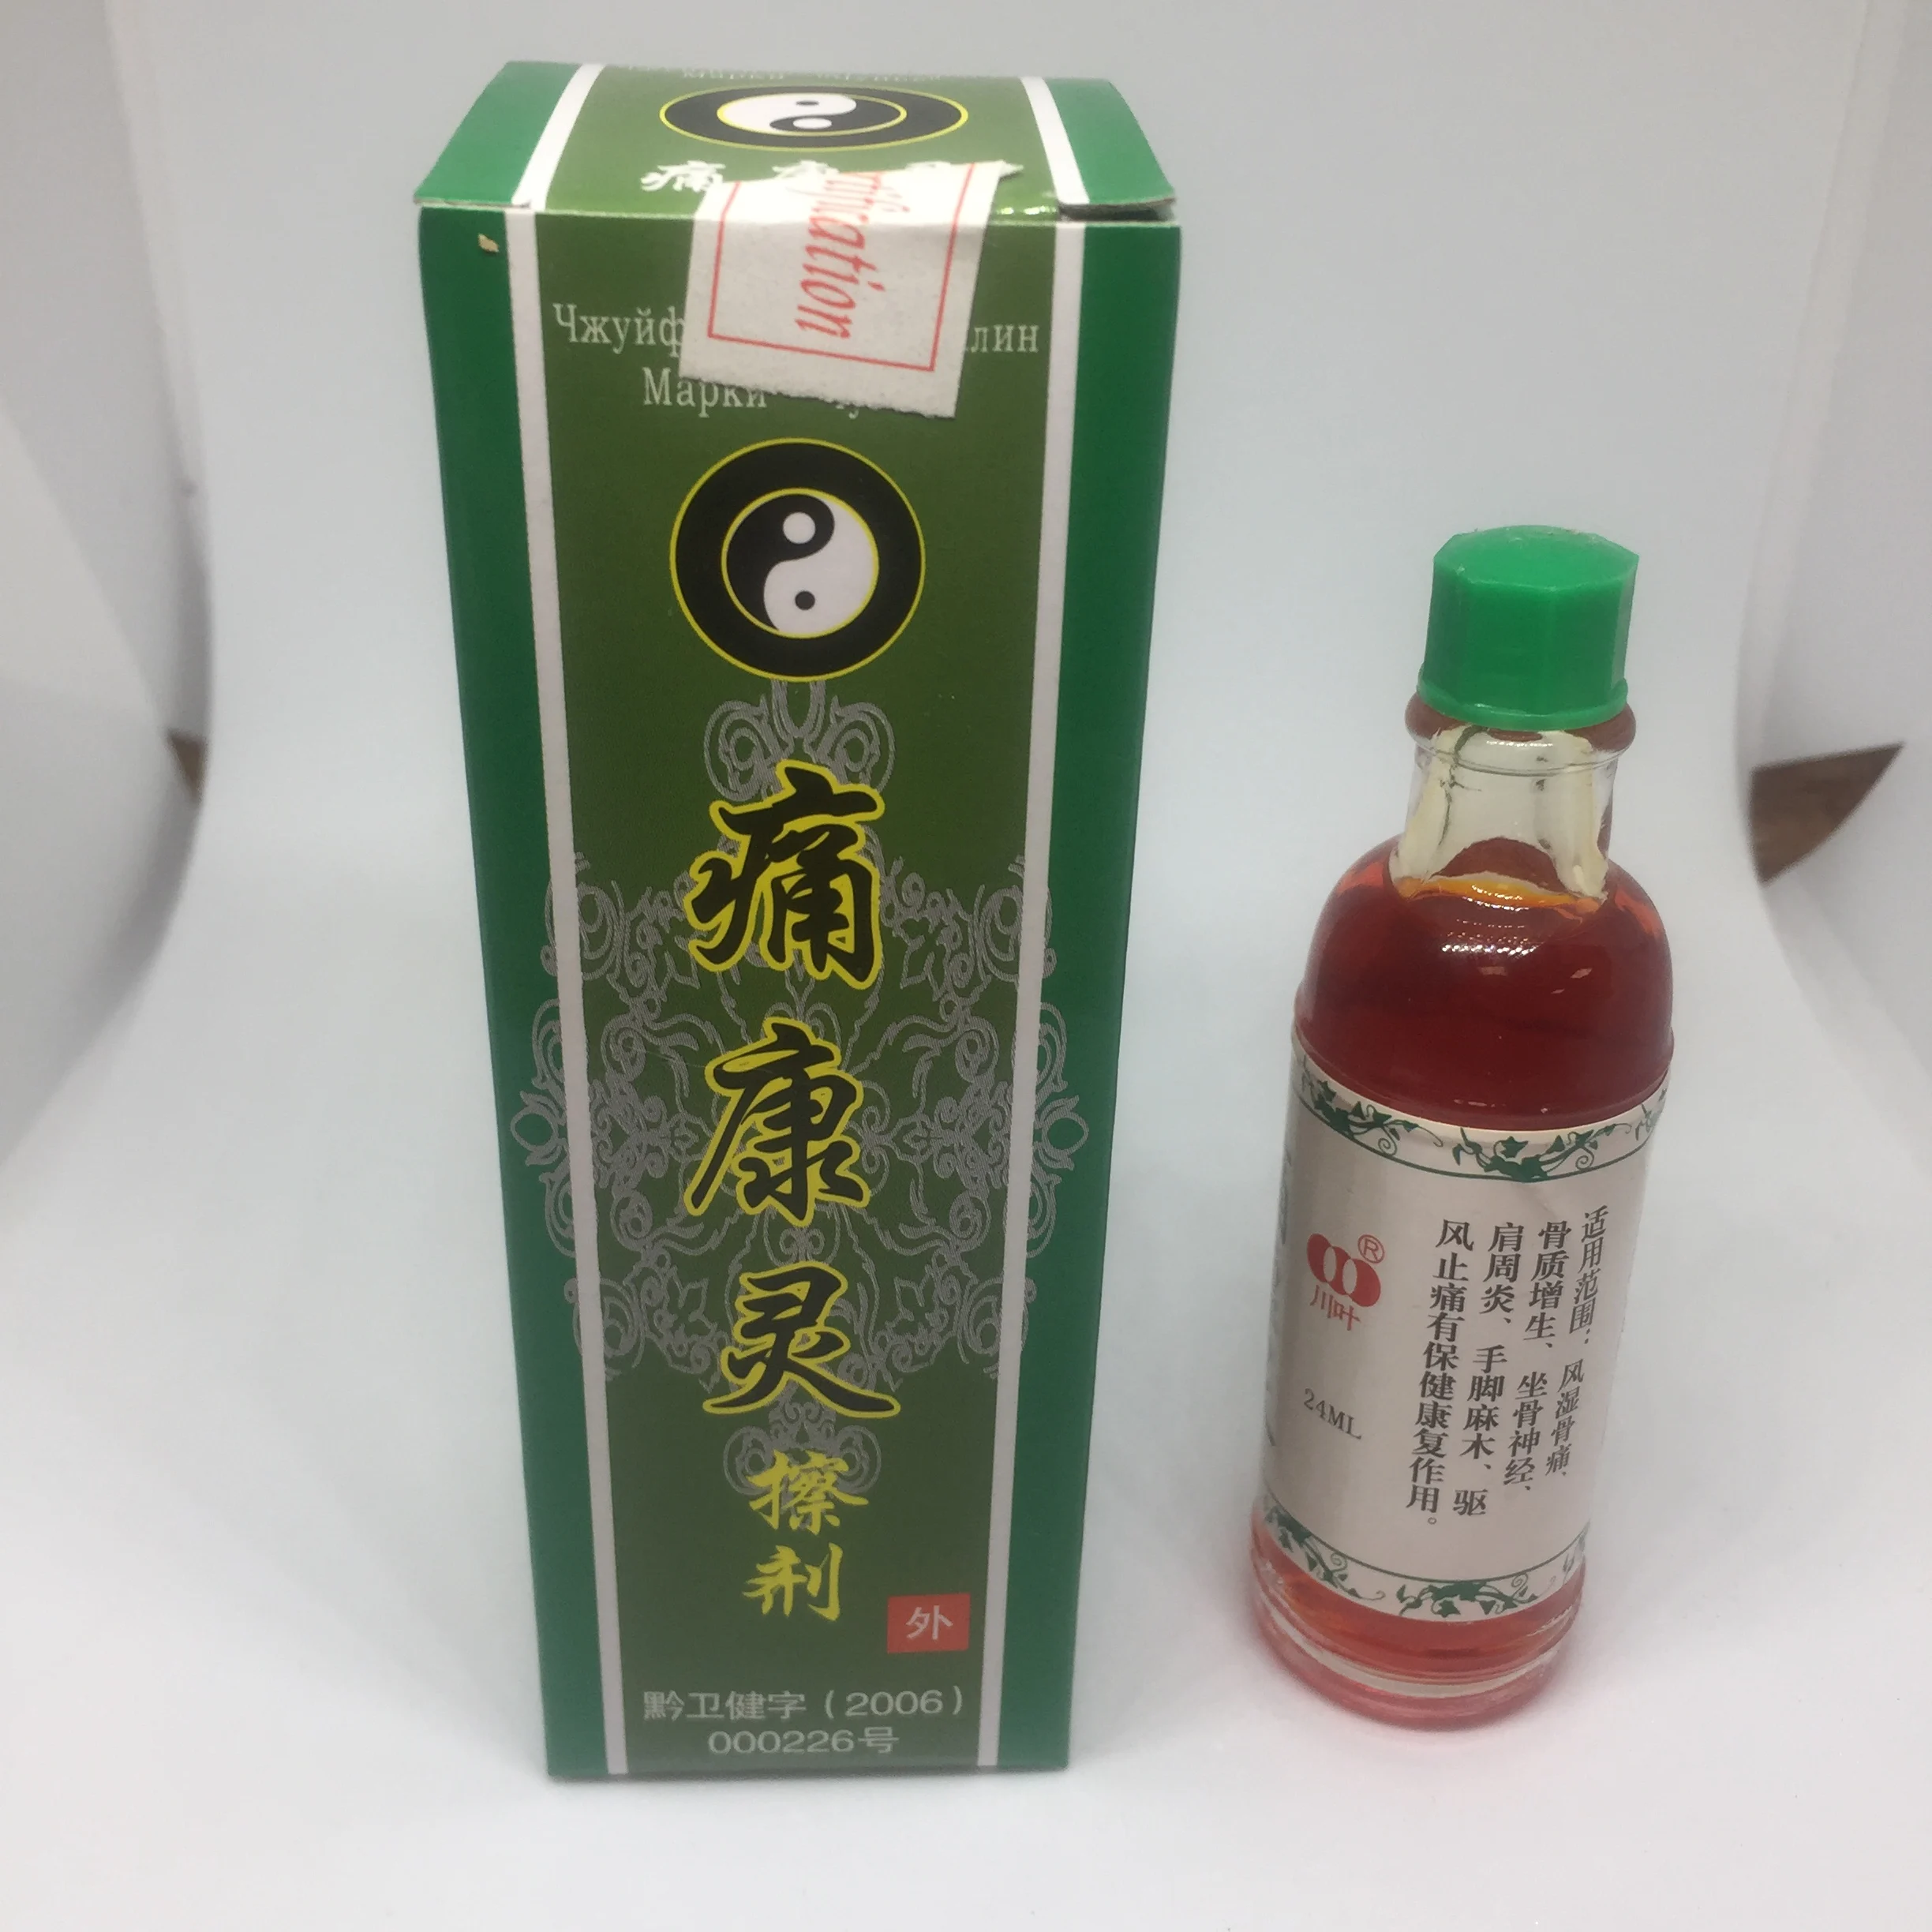 痛康灵
Чжуйф
лин
Марки
痛康灵
擦剂
外
黔卫健字(2006)
000226号
适用范围：风湿骨痛、
骨质增生、坐骨神经、
肩周炎、手脚麻木、驱
风止痛有保健康复作用。
®
川叶
24ML